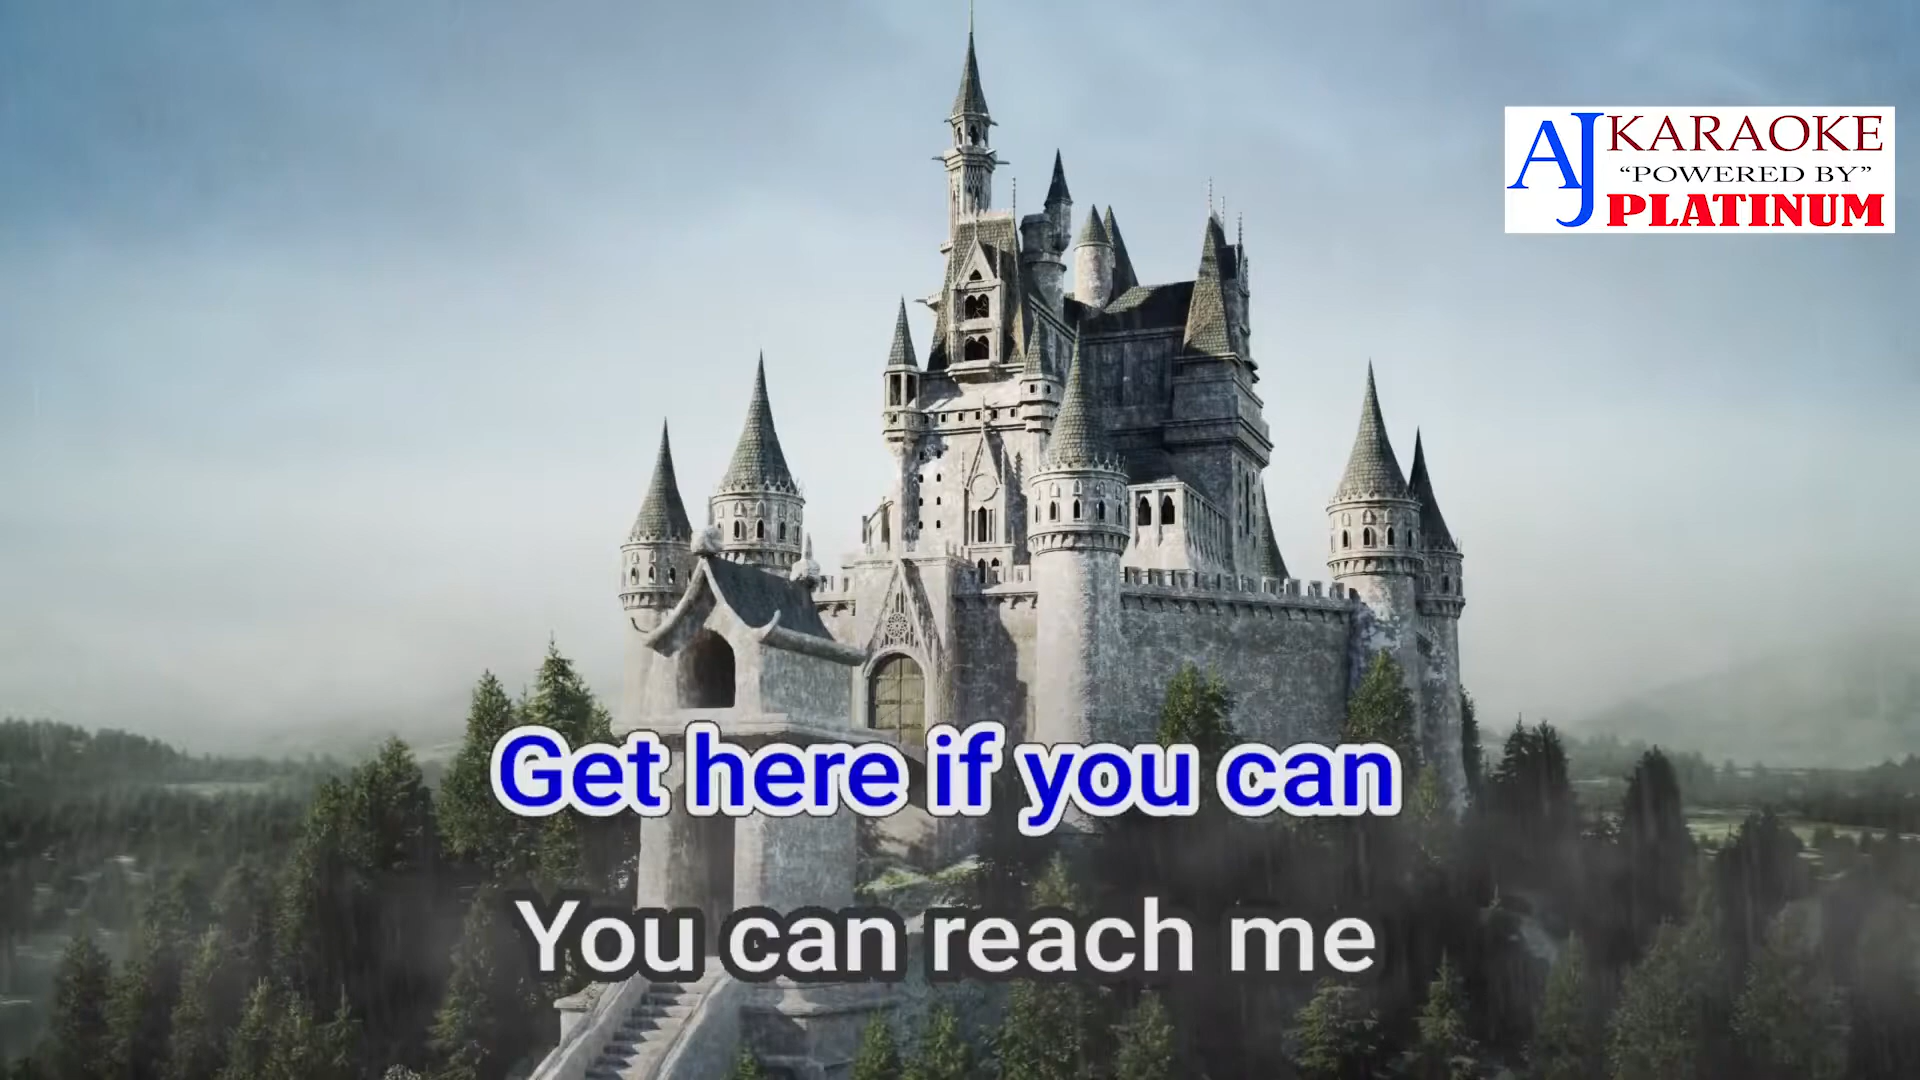 AJ KARAOKE
“POWERED BY”
PLATINUM
Get here if you can
You can reach me